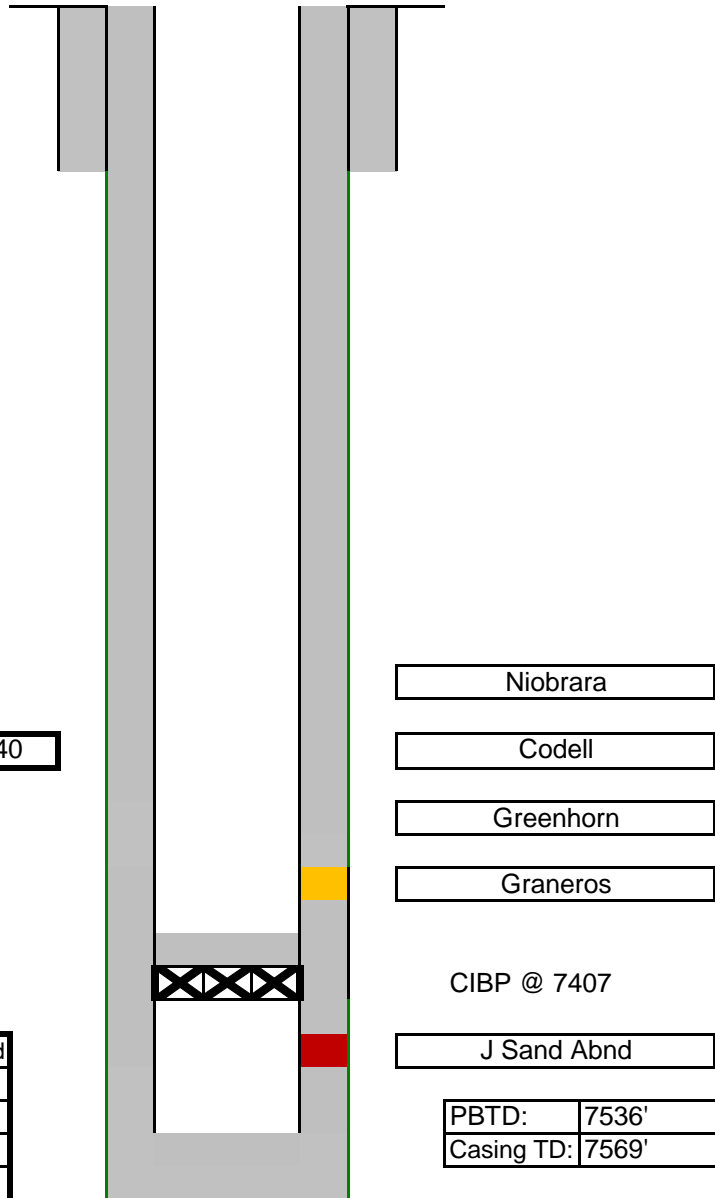 Niobrara
40
Codell
Greenhorn
Graneros
CIBP @ 7407
J Sand Abnd
PBTD: 7536'
Casing TD: 7569'